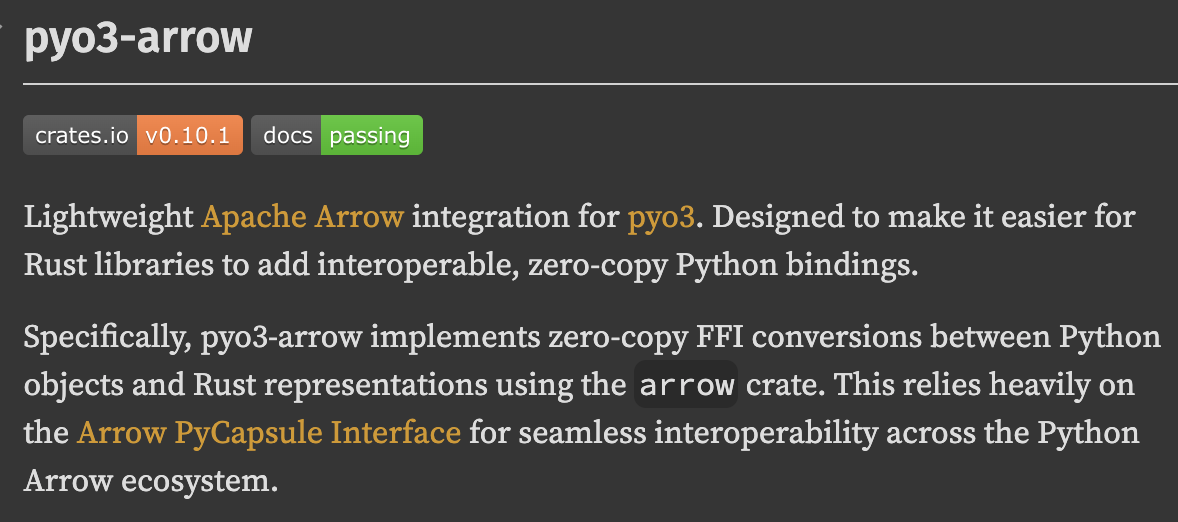 pyo3-arrow
crates.io v0.10.1 docs passing
Lightweight Apache Arrow integration for pyo3. Designed to make it easier for
Rust libraries to add interoperable, zero-copy Python bindings.
Specifically, pyo3-arrow implements zero-copy FFI conversions between Python
objects and Rust representations using the arrow crate. This relies heavily on
the Arrow PyCapsule Interface for seamless interoperability across the Python
Arrow ecosystem.